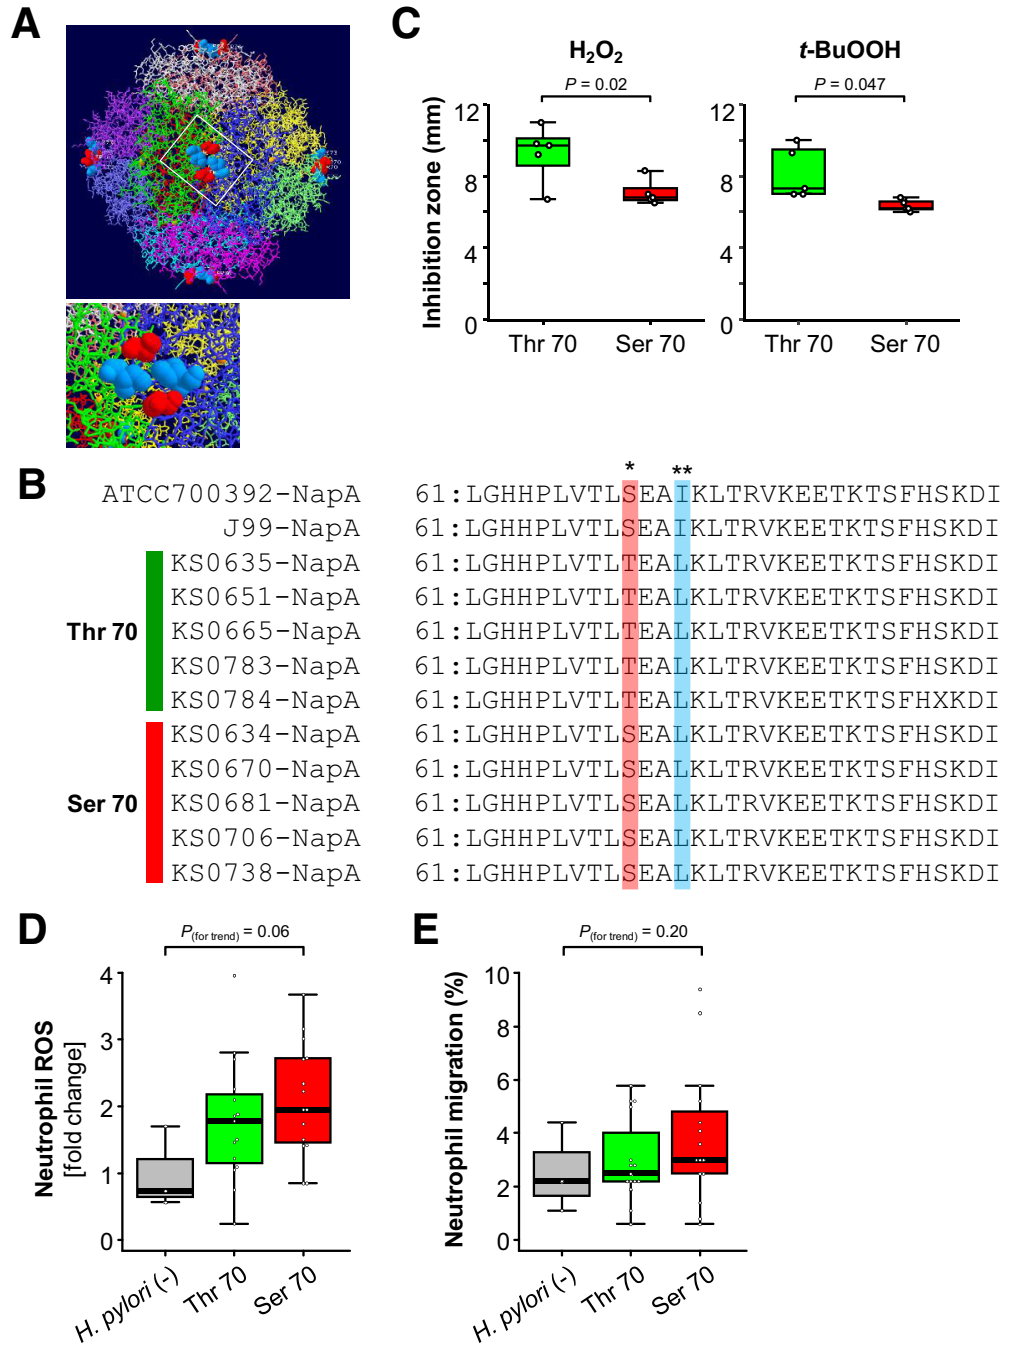 A
C
H2O2
P = 0.02
t-BuOOH
P = 0.047
Inhibition zone (mm)
12
8
4
0
Thr 70
Ser 70
12
8
4
0
Thr 70
Ser 70
B
* **
ATCC700392-NapA 61:LGHHPLVTLSEAIKLTRVKEETKTSFHSKDI
J99-NapA 61:LGHHPLVTLSEAIKLTRVKEETKTSFHSKDI
KS0635-NapA 61:LGHHPLVTLTEALKLTRVKEETKTSFHSKDI
KS0651-NapA 61:LGHHPLVTLTEALKLTRVKEETKTSFHSKDI
Thr 70 KS0665-NapA 61:LGHHPLVTLTEALKLTRVKEETKTSFHSKDI
KS0783-NapA 61:LGHHPLVTLTEALKLTRVKEETKTSFHSKDI
KS0784-NapA 61:LGHHPLVTLTEALKLTRVKEETKTSFHXKDI
KS0634-NapA 61:LGHHPLVTLSEALKLTRVKEETKTSFHSKDI
KS0670-NapA 61:LGHHPLVTLSEALKLTRVKEETKTSFHSKDI
Ser 70 KS0681-NapA 61:LGHHPLVTLSEALKLTRVKEETKTSFHSKDI
KS0706-NapA 61:LGHHPLVTLSEALKLTRVKEETKTSFHSKDI
KS0738-NapA 61:LGHHPLVTLSEALKLTRVKEETKTSFHSKDI
D
P(for trend) = 0.06
Neutrophil ROS
[fold change]
4
3
2
1
0
H. pylori (-)
Thr 70
Ser 70
E
P(for trend) = 0.20
Neutrophil migration (%)
10
8
6
4
2
0
H. pylori (-)
Thr 70
Ser 70